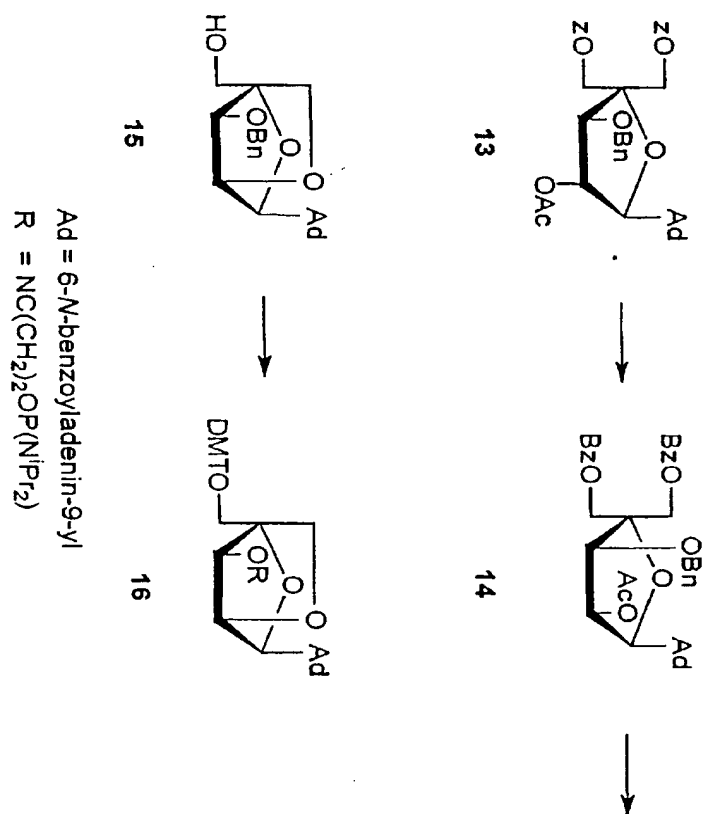 zO
zO
OBn
O
OAc
Ad
13
BzO
BzO
OBn
O
AcO
Ad
14
HO
OBn
O
O
Ad
15
DMTO
OR
O
O
Ad
16
Ad = 6-N-benzoyladenin-9-yl
R = NC(CH₂)₂OP(NⁱPr₂)